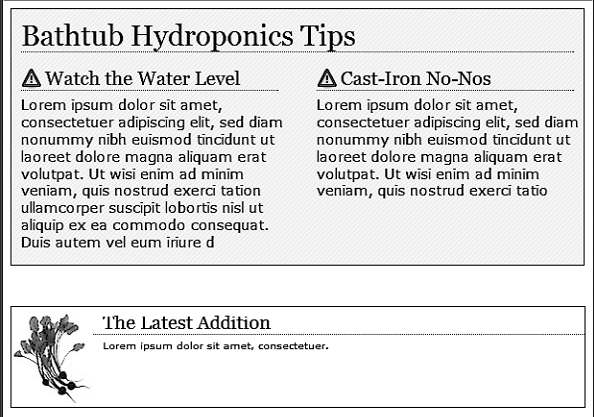 Bathtub Hydroponics Tips
Watch the Water Level
Lorem ipsum dolor sit amet,
consectetuer adipiscing elit, sed diam
nonummy nibh euismod tincidunt ut
laoreet dolore magna aliquam erat
volutpat. Ut wisi enim ad minim
veniam, quis nostrud exerci tation
ullamcorper suscipit lobortis nisl ut
aliquip ex ea commodo consequat.
Duis autem vel eum iriure d
Cast-Iron No-Nos
Lorem ipsum dolor sit amet,
consectetuer adipiscing elit, sed diam
nonummy nibh euismod tincidunt ut
laoreet dolore magna aliquam erat
volutpat. Ut wisi enim ad minim
veniam, quis nostrud exerci tatio
The Latest Addition
Lorem ipsum dolor sit amet, consectetuer.